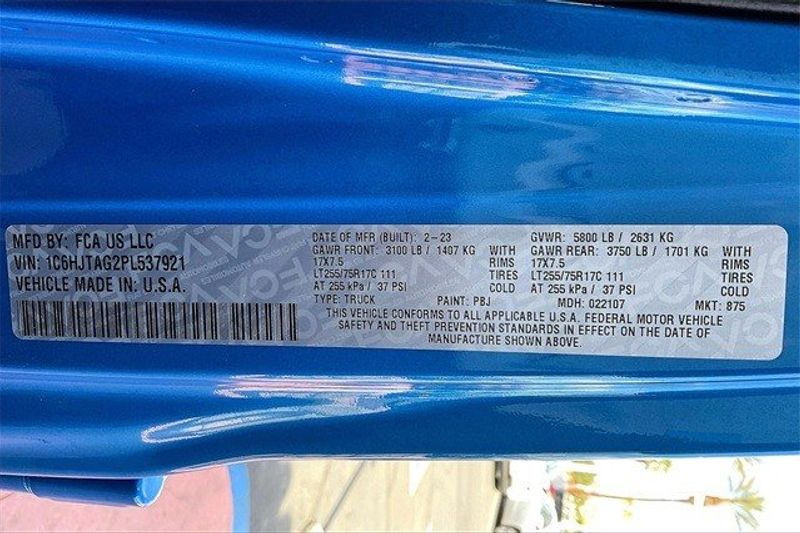 MFD BY: FCA US LLC
VIN: 1C6HJTAG2PL537921
VEHICLE MADE IN: U.S.A.
DATE OF MFR (BUILT): 2-23
GAWR FRONT: 3100 LB / 1407 KG WITH
17X7.5 RIMS
LT255/75R17C 111 TIRES
AT 255 kPa / 37 PSI COLD
TYPE: TRUCK PAINT: PBJ
GVWR: 5800 LB / 2631 KG
GAWR REAR: 3750 LB / 1701 KG WITH
17X7.5 RIMS
LT255/75R17C 111 TIRES
AT 255 kPa / 37 PSI COLD
MDH: 022107 MKT: 875
THIS VEHICLE CONFORMS TO ALL APPLICABLE U.S.A. FEDERAL MOTOR VEHICLE
SAFETY AND THEFT PREVENTION STANDARDS IN EFFECT ON THE DATE OF
MANUFACTURE SHOWN ABOVE.